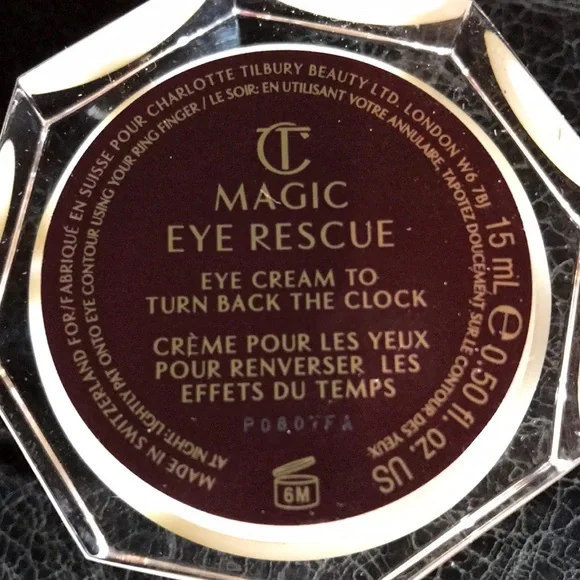 MADE IN SWITZERLAND FOR/FABRIQUÉ EN SUISSE POUR CHARLOTTE TILBURY BEAUTY LTD. LONDON W6 7BJ
AT NIGHT: LIGHTLY PAT ONTO EYE CONTOUR USING YOUR RING FINGER / LE SOIR: EN UTILISANT VOTRE ANNULAIRE, TAPOTEZ DOUCEMENT SUR LE CONTOUR DES YEUX
CT
MAGIC
EYE RESCUE
EYE CREAM TO
TURN BACK THE CLOCK
CRÈME POUR LES YEUX
POUR RENVERSER LES
EFFETS DU TEMPS
15 mL ℮ 0.50 fl. oz. US
6M